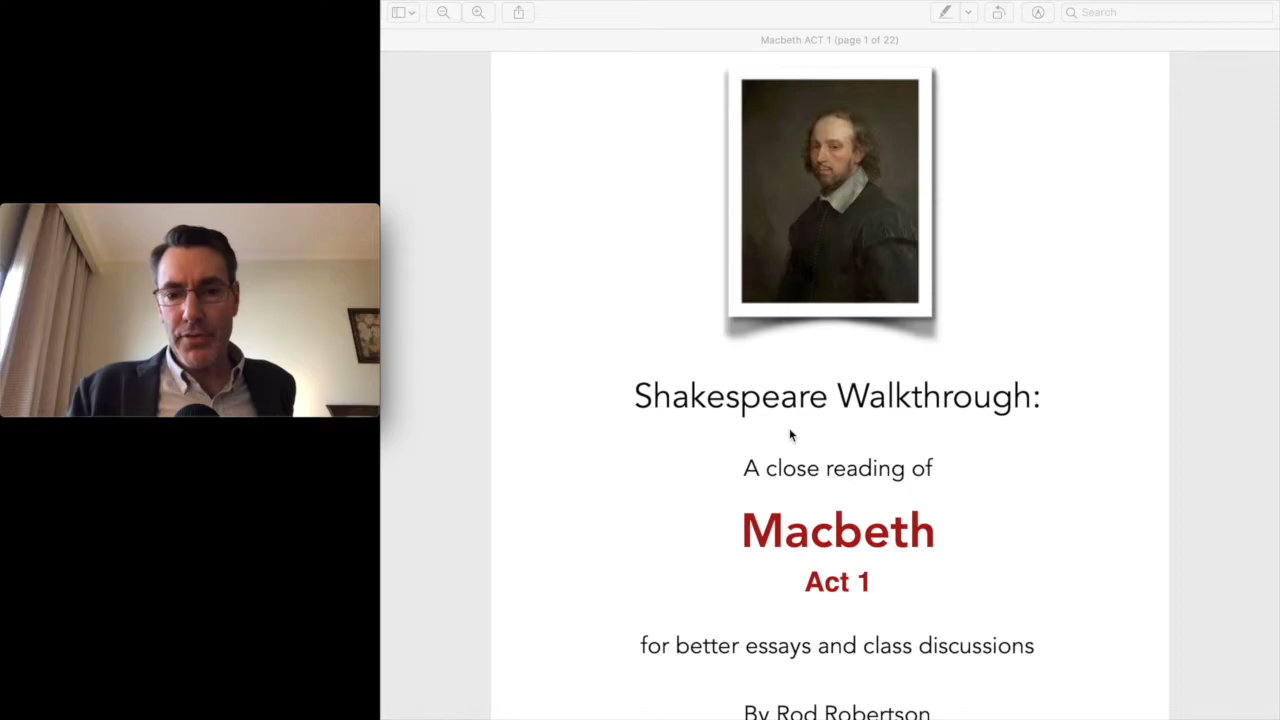 Search
Macbeth ACT 1 (page 1 of 22)
Shakespeare Walkthrough:
A close reading of
Macbeth
Act 1
for better essays and class discussions
By Rod Robertson